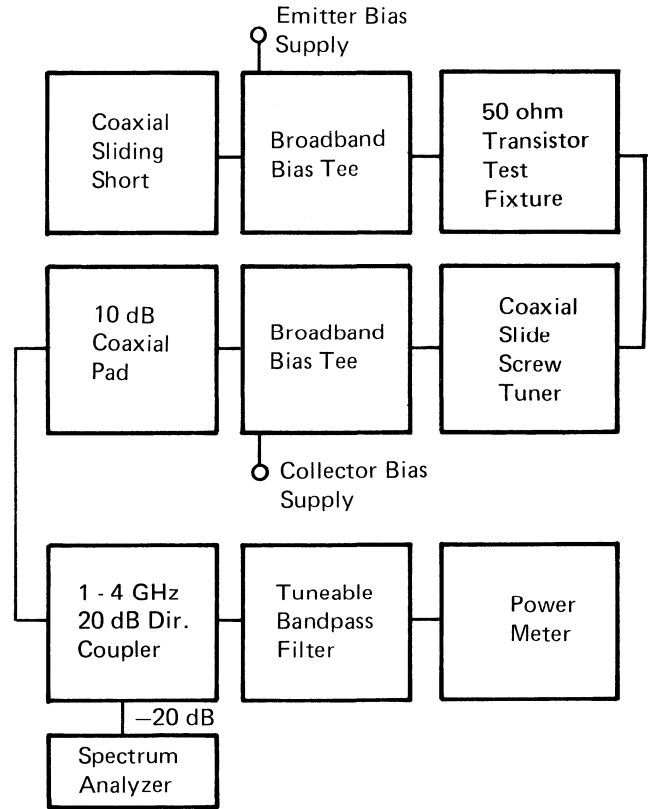 Emitter Bias
Supply
Coaxial
Sliding
Short
Broadband
Bias Tee
50 ohm
Transistor
Test
Fixture
10 dB
Coaxial
Pad
Broadband
Bias Tee
Coaxial
Slide
Screw
Tuner
Collector Bias
Supply
1 - 4 GHz
20 dB Dir.
Coupler
Tuneable
Bandpass
Filter
Power
Meter
—20 dB
Spectrum
Analyzer